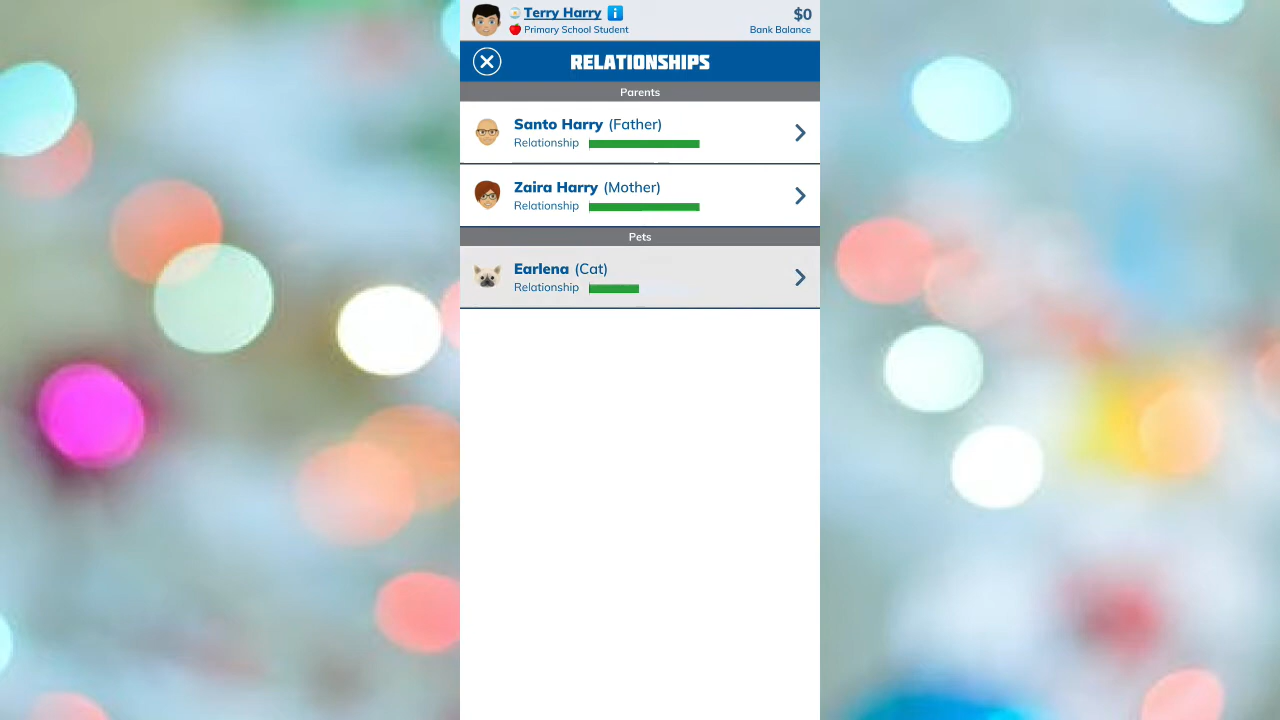 Terry Harry
$0
Primary School Student
Bank Balance
RELATIONSHIPS
Parents
Santo Harry (Father)
Relationship
Zaira Harry (Mother)
Relationship
Pets
Earlena (Cat)
Relationship